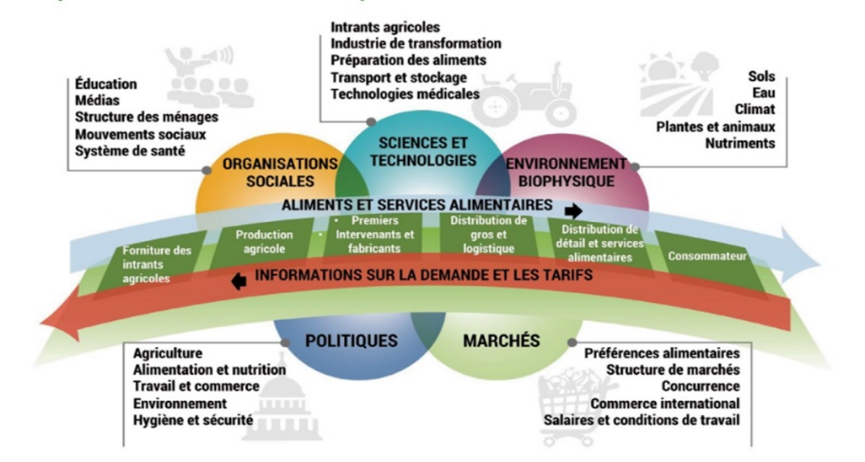 Intrants agricoles
Industrie de transformation
Préparation des aliments
Transport et stockage
Technologies médicales
Éducation
Médias
Structure des ménages
Mouvements sociaux
Système de santé
Sols
Eau
Climat
Plantes et animaux
Nutriments
ORGANISATIONS
SOCIALES
SCIENCES ET
TECHNOLOGIES
ENVIRONNEMENT
BIOPHYSIQUE
ALIMENTS ET SERVICES ALIMENTAIRES
Forniture des
intrants
agricoles
Production
agricole
• Premiers
• Intervenants et
fabricants
Distribution de
gros et
logistique
Distribution de
détail et services
alimentaires
Consommateur
INFORMATIONS SUR LA DEMANDE ET LES TARIFS
POLITIQUES
MARCHÉS
Agriculture
Alimentation et nutrition
Travail et commerce
Environnement
Hygiène et sécurité
Préférences alimentaires
Structure de marchés
Concurrence
Commerce international
Salaires et conditions de travail